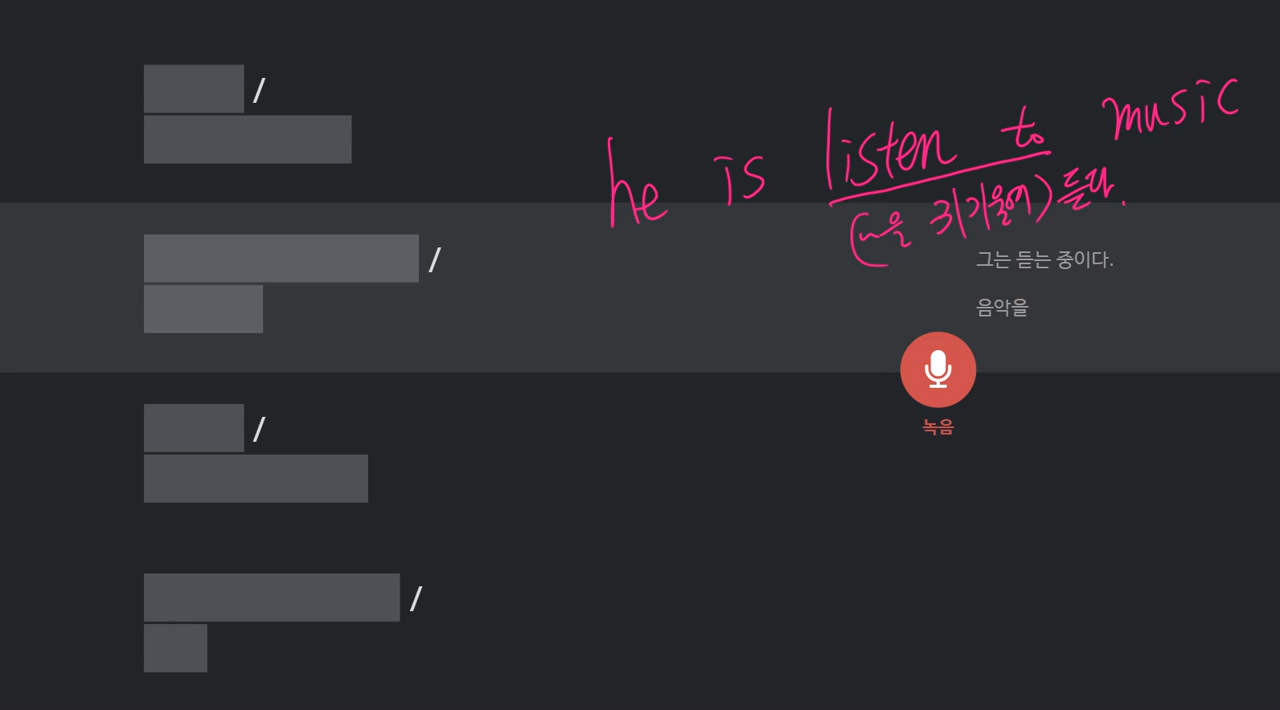 /
he is listen to music
(~을 귀기울여) 듣다.
/
그는 듣는 중이다.
음악을
녹음
/
/